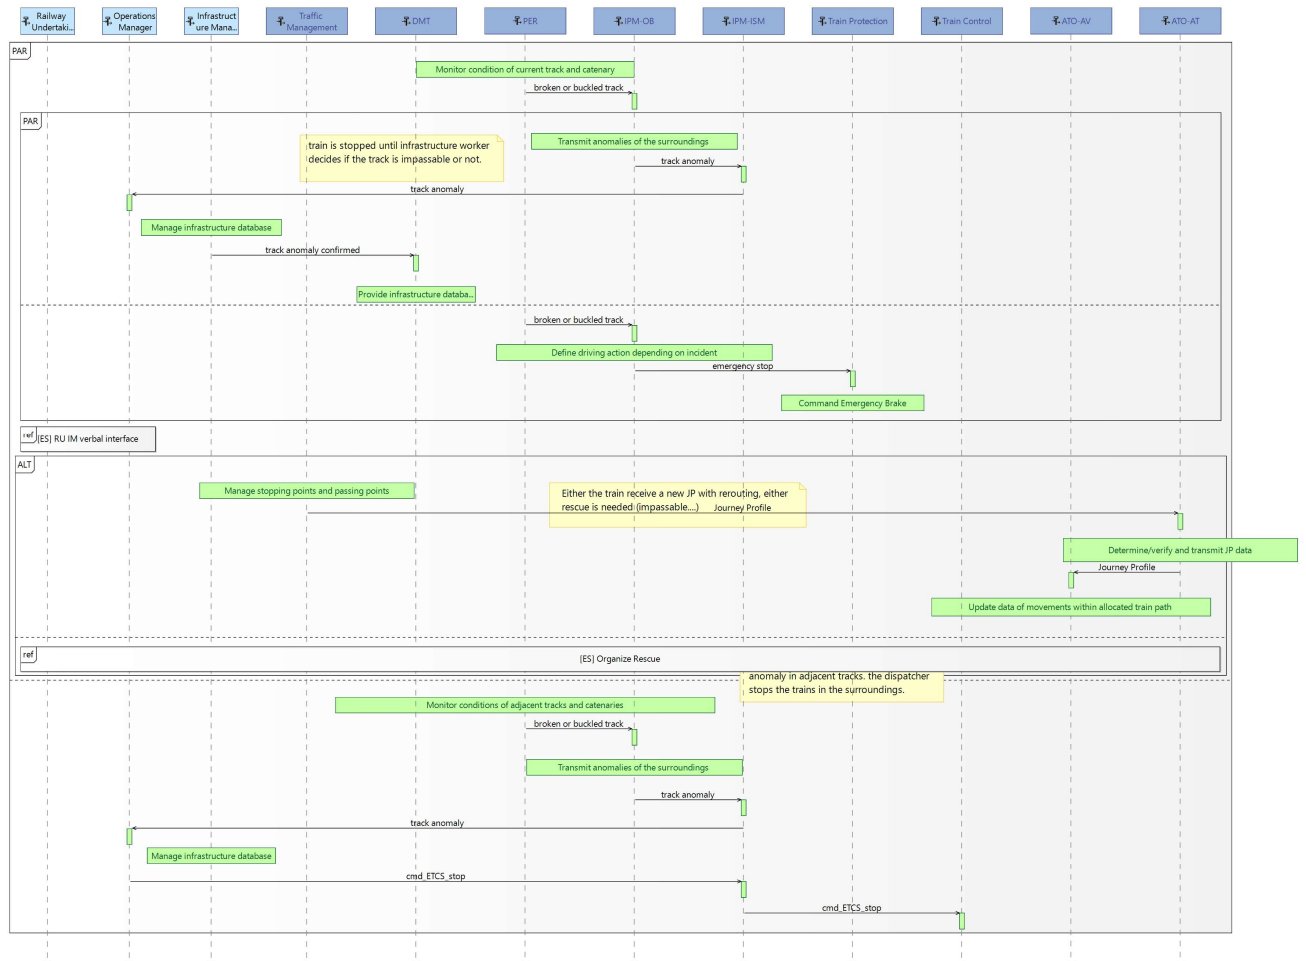 Railway
Undertaki...
Operations
Manager
Infrastruct
ure Mana...
Traffic
Management
DMT
PER
IPM-OB
IPM-ISM
Train Protection
Train Control
ATO-AV
ATO-AT
PAR
Monitor condition of current track and catenary
broken or buckled track
PAR
train is stopped until infrastructure worker
decides if the track is impassable or not.
Transmit anomalies of the surroundings
track anomaly
track anomaly
Manage infrastructure database
track anomaly confirmed
Provide infrastructure databa...
broken or buckled track
Define driving action depending on incident
emergency stop
Command Emergency Brake
ref
[ES] RU IM verbal interface
ALT
Manage stopping points and passing points
Either the train receive a new JP with rerouting, either
rescue is needed (impassable....)
Journey Profile
Determine/verify and transmit JP data
Journey Profile
Update data of movements within allocated train path
ref
[ES] Organize Rescue
anomaly in adjacent tracks. the dispatcher
stops the trains in the surroundings.
Monitor conditions of adjacent tracks and catenaries
broken or buckled track
Transmit anomalies of the surroundings
track anomaly
track anomaly
Manage infrastructure database
cmd_ETCS_stop
cmd_ETCS_stop